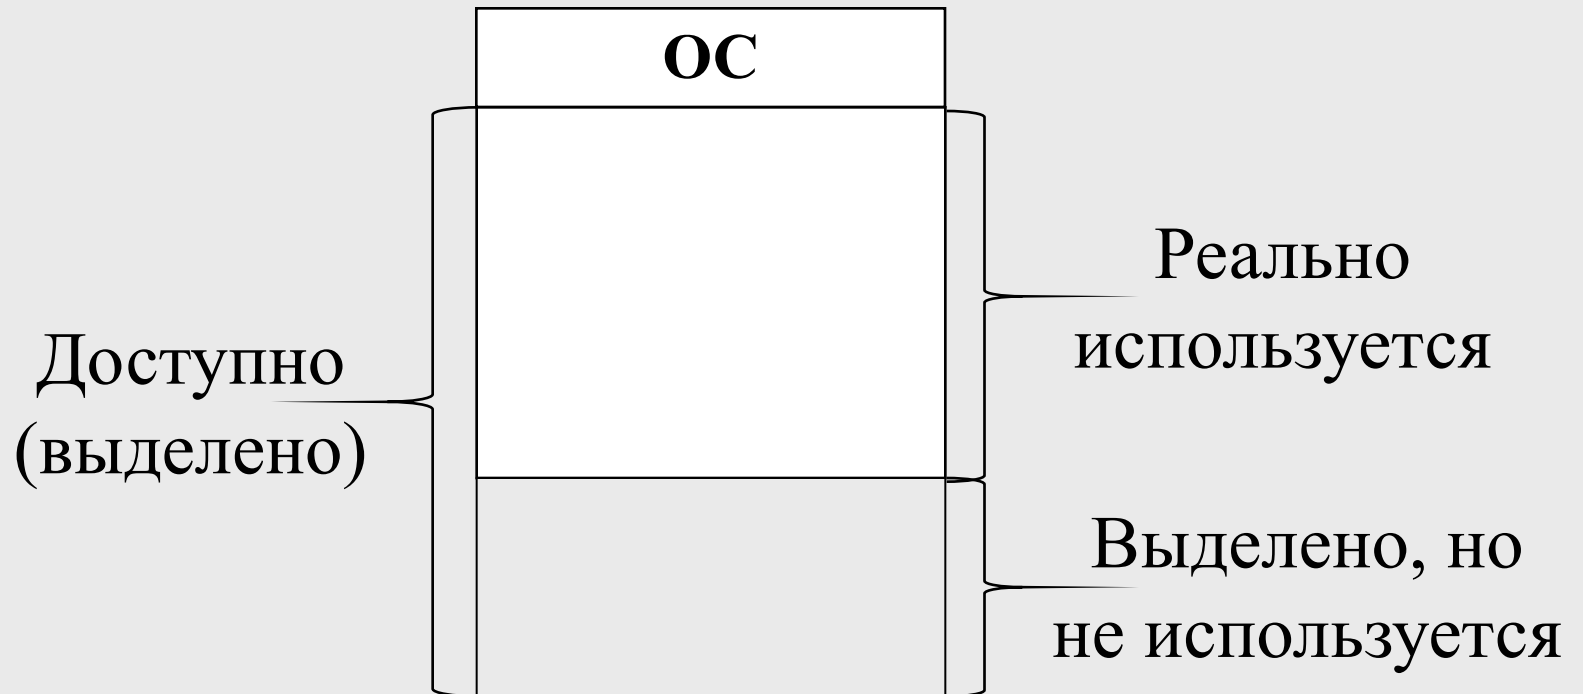 ОС
Доступно
(выделено)
Реально
используется
Выделено, но
не используется